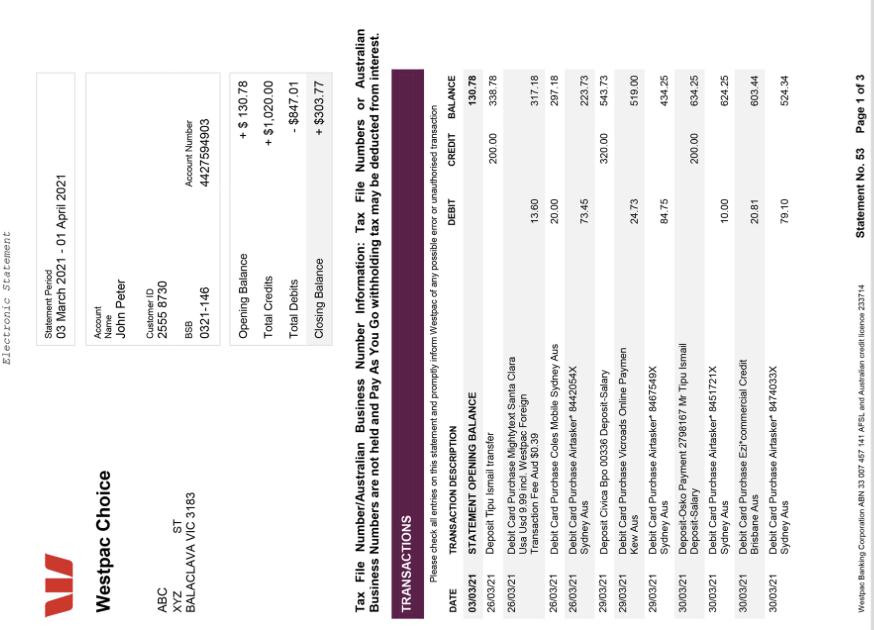 Electronic Statement
Westpac Choice
ABC
XYZ ST
BALACLAVA VIC 3183
Statement Period
03 March 2021 - 01 April 2021
Account
Name
John Peter
Customer ID
2555 8730
BSB Account Number
0321-146 4427594903
Opening Balance + $ 130.78
Total Credits + $1,020.00
Total Debits - $847.01
Closing Balance + $303.77
Tax File Number/Australian Business Number Information: Tax File Numbers or Australian
Business Numbers are not held and Pay As You Go withholding tax may be deducted from interest.
TRANSACTIONS
Please check all entries on this statement and promptly inform Westpac of any possible error or unauthorised transaction
DATE TRANSACTION DESCRIPTION DEBIT CREDIT BALANCE
03/03/21 STATEMENT OPENING BALANCE 130.78
26/03/21 Deposit Tipu Ismail transfer 200.00 338.78
26/03/21 Debit Card Purchase Mightytext Santa Clara
Usa Usd 9.99 incl. Westpac Foreign
Transaction Fee Aud $0.39 13.60 317.18
26/03/21 Debit Card Purchase Coles Mobile Sydney Aus 20.00 297.18
26/03/21 Debit Card Purchase Airtasker* 8442054X
Sydney Aus 73.45 223.73
29/03/21 Deposit Civica Bpo 00336 Deposit-Salary 320.00 543.73
29/03/21 Debit Card Purchase Vicroads Online Paymen
Kew Aus 24.73 519.00
29/03/21 Debit Card Purchase Airtasker* 8467549X
Sydney Aus 84.75 434.25
30/03/21 Deposit-Osko Payment 2798167 Mr Tipu Ismail
Deposit-Salary 200.00 634.25
30/03/21 Debit Card Purchase Airtasker* 8451721X
Sydney Aus 10.00 624.25
30/03/21 Debit Card Purchase Ezi*commercial Credit
Brisbane Aus 20.81 603.44
30/03/21 Debit Card Purchase Airtasker* 8474033X
Sydney Aus 79.10 524.34
Westpac Banking Corporation ABN 33 007 457 141 AFSL and Australian credit licence 233714 Statement No. 53 Page 1 of 3